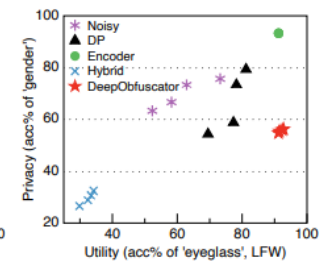 100
Noisy
DP
Encoder
80
Hybrid
DeepObfuscator
60
40
20
0
40
60
80
100
Privacy (acc% of 'gender')
Utility (acc% of 'eyeglass', LFW)